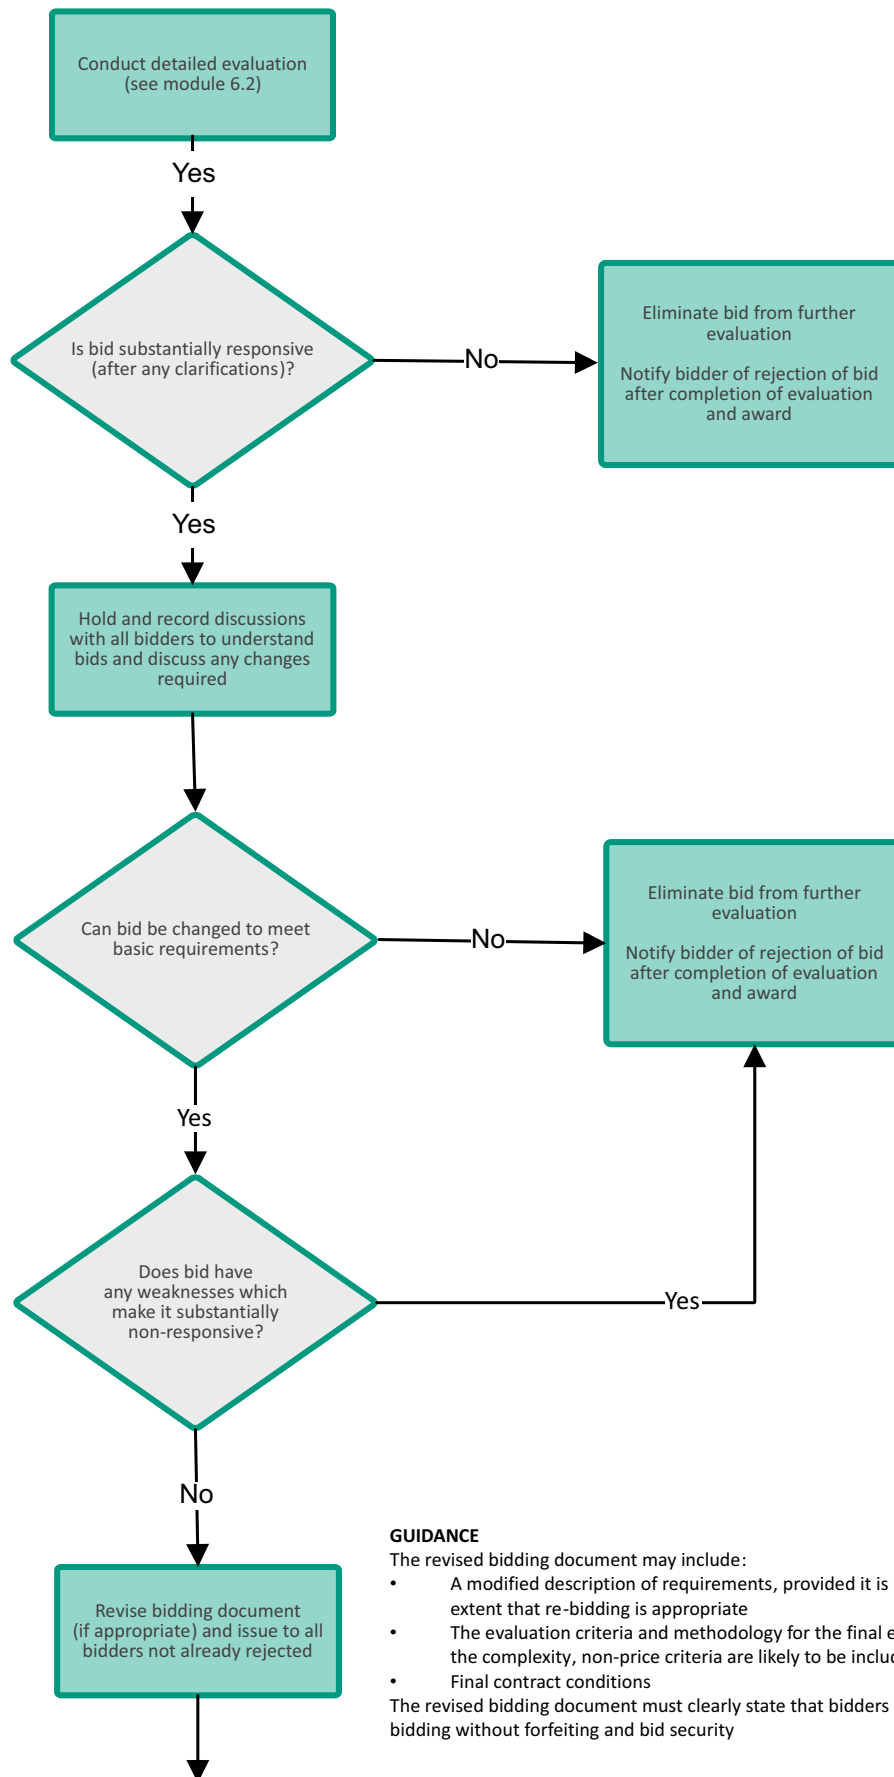 Conduct detailed evaluation
(see module 6.2)
Yes
Is bid substantially responsive
(after any clarifications)?
No
Eliminate bid from further
evaluation
Notify bidder of rejection of bid
after completion of evaluation
and award
Yes
Hold and record discussions
with all bidders to understand
bids and discuss any changes
required
Can bid be changed to meet
basic requirements?
No
Eliminate bid from further
evaluation
Notify bidder of rejection of bid
after completion of evaluation
and award
Yes
Does bid have
any weaknesses which
make it substantially
non-responsive?
Yes
No
Revise bidding document
(if appropriate) and issue to all
bidders not already rejected
GUIDANCE
The revised bidding document may include:
• A modified description of requirements, provided it is
extent that re-bidding is appropriate
• The evaluation criteria and methodology for the final
the complexity, non-price criteria are likely to be
• Final contract conditions
The revised bidding document must clearly state that bidders
bidding without forfeiting and bid security